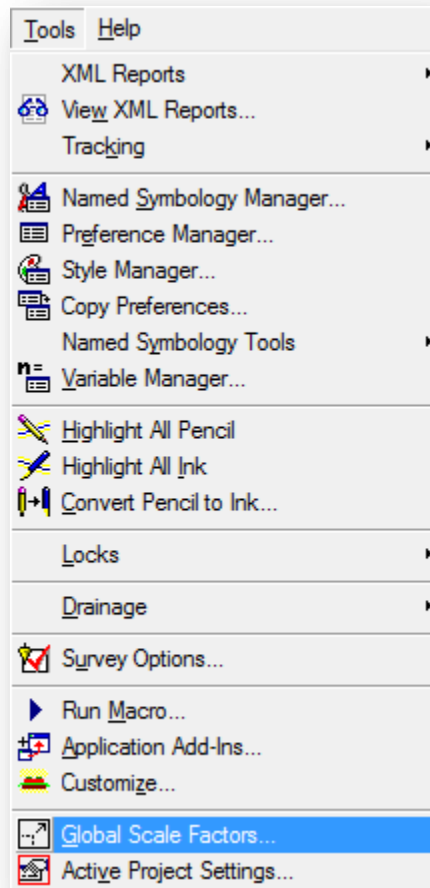 Tools Help
XML Reports
View XML Reports...
Tracking
Named Symbology Manager...
Preference Manager...
Style Manager...
Copy Preferences...
Named Symbology Tools
n= Variable Manager...
Highlight All Pencil
Highlight All Ink
Convert Pencil to Ink...
Locks
Drainage
Survey Options...
Run Macro...
Application Add-Ins...
Customize...
Global Scale Factors...
Active Project Settings...